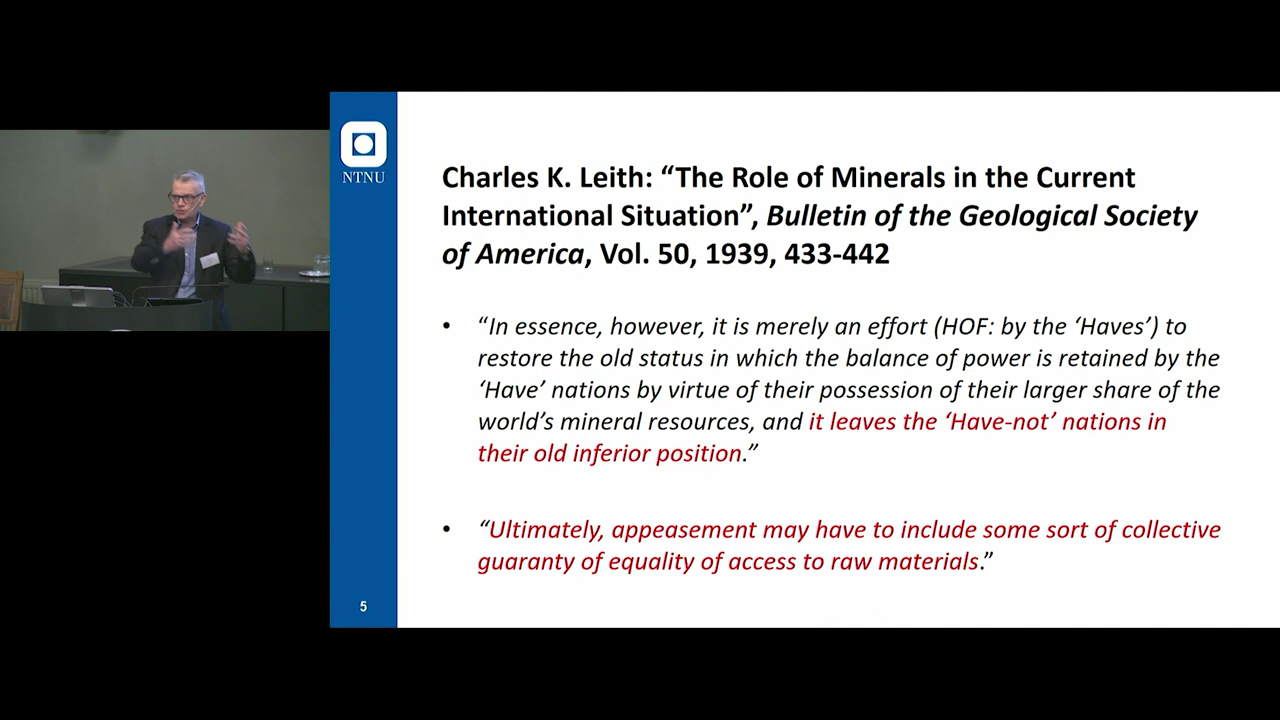 NTNU
Charles K. Leith: “The Role of Minerals in the Current
International Situation”, Bulletin of the Geological Society
of America, Vol. 50, 1939, 433-442
• “In essence, however, it is merely an effort (HOF: by the ‘Haves’) to
restore the old status in which the balance of power is retained by the
‘Have’ nations by virtue of their possession of their larger share of the
world’s mineral resources, and it leaves the ‘Have-not’ nations in
their old inferior position.”
• “Ultimately, appeasement may have to include some sort of collective
guaranty of equality of access to raw materials.”
5